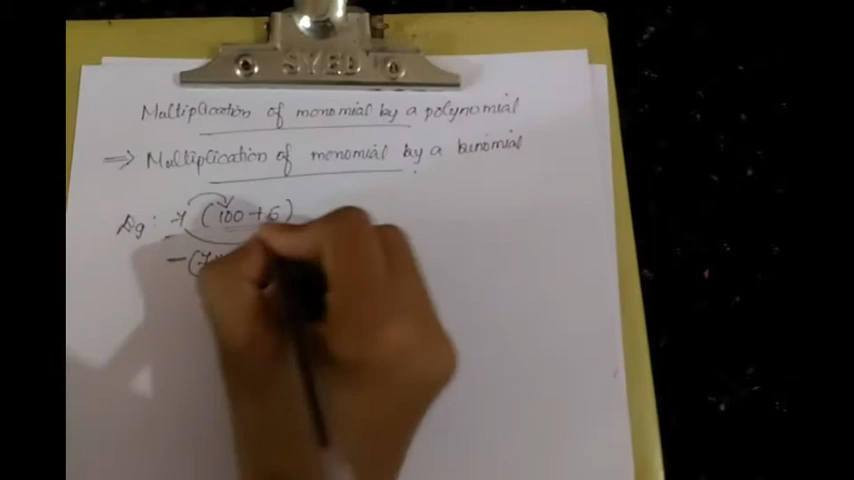 SYED
Multiplication of monomial by a polynomial
⇒ Multiplication of monomial by a binomial
Eg: 7 (100+6)